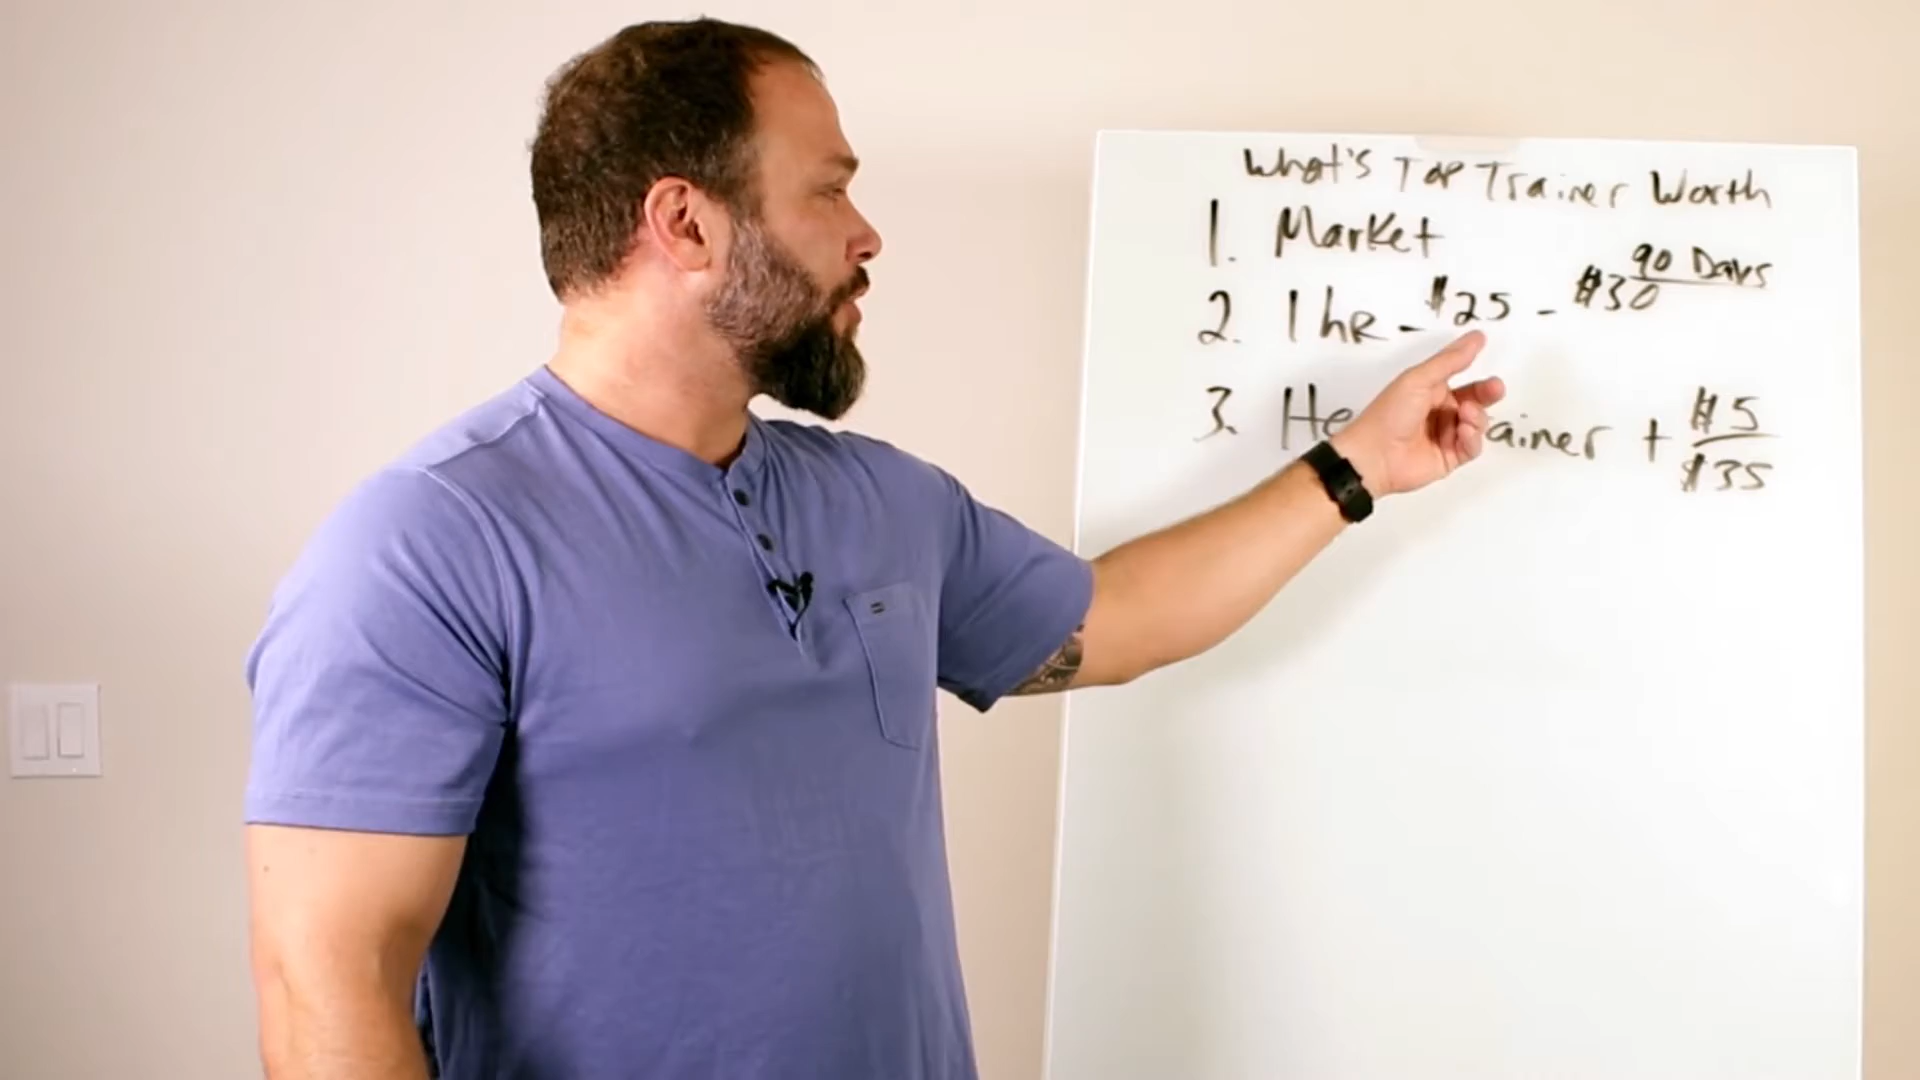 What's Top Trainer Worth
1. Market
2. 1 hR - $25 - $30 90 Days
3. He ainer + $5
$35